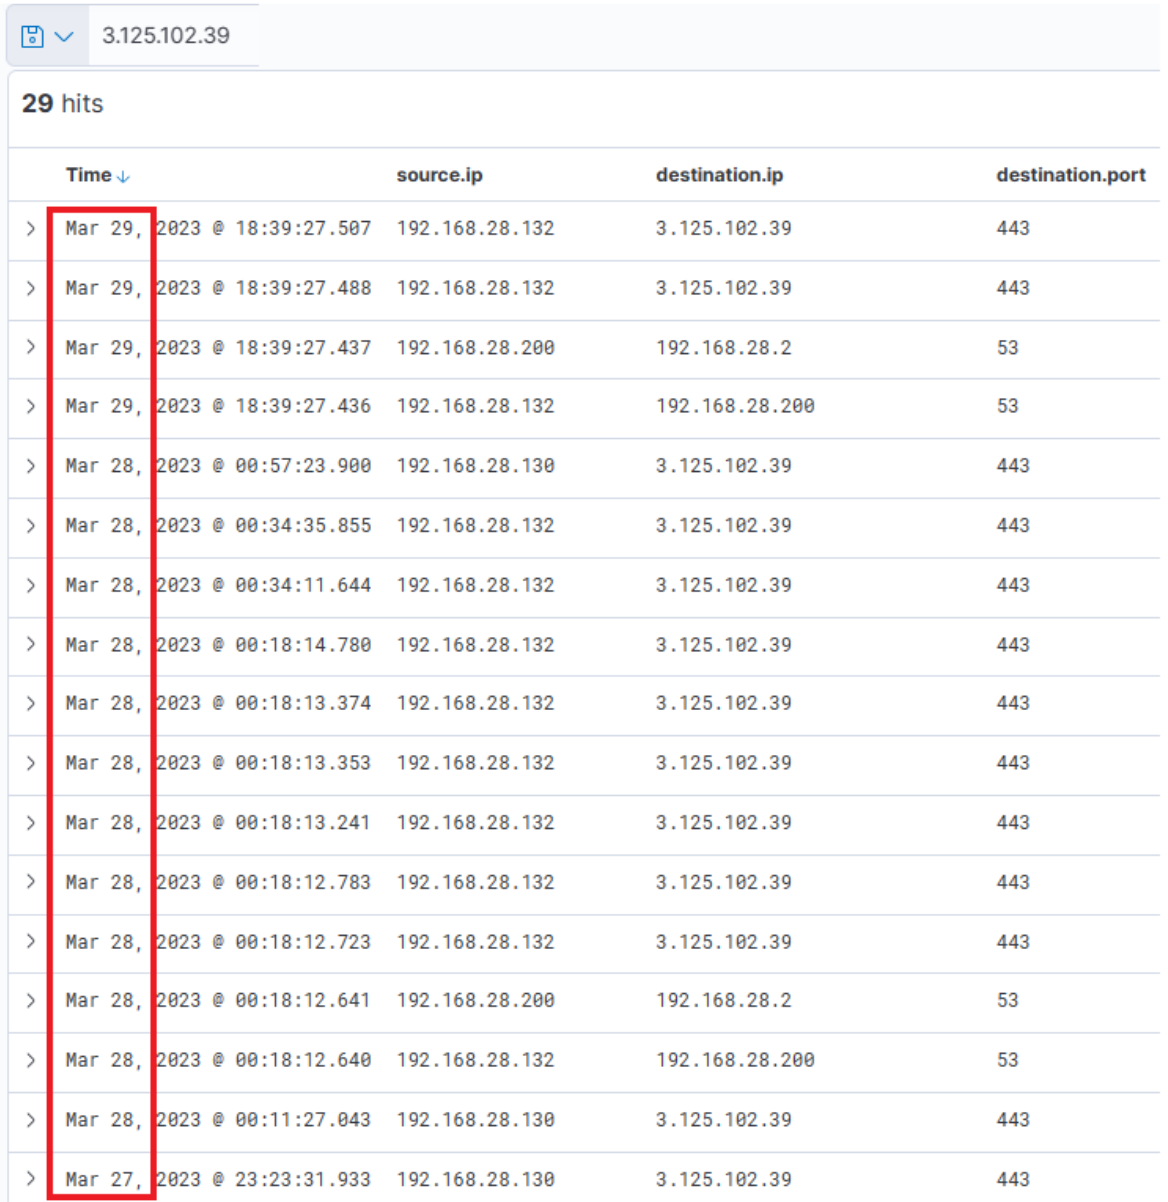 3.125.102.39
29 hits
Time source.ip destination.ip destination.port
Mar 29, 2023 @ 18:39:27.507 192.168.28.132 3.125.102.39 443
Mar 29, 2023 @ 18:39:27.488 192.168.28.132 3.125.102.39 443
Mar 29, 2023 @ 18:39:27.437 192.168.28.200 192.168.28.2 53
Mar 29, 2023 @ 18:39:27.436 192.168.28.132 192.168.28.200 53
Mar 28, 2023 @ 00:57:23.900 192.168.28.130 3.125.102.39 443
Mar 28, 2023 @ 00:34:35.855 192.168.28.132 3.125.102.39 443
Mar 28, 2023 @ 00:34:11.644 192.168.28.132 3.125.102.39 443
Mar 28, 2023 @ 00:18:14.780 192.168.28.132 3.125.102.39 443
Mar 28, 2023 @ 00:18:13.374 192.168.28.132 3.125.102.39 443
Mar 28, 2023 @ 00:18:13.353 192.168.28.132 3.125.102.39 443
Mar 28, 2023 @ 00:18:13.241 192.168.28.132 3.125.102.39 443
Mar 28, 2023 @ 00:18:12.783 192.168.28.132 3.125.102.39 443
Mar 28, 2023 @ 00:18:12.723 192.168.28.132 3.125.102.39 443
Mar 28, 2023 @ 00:18:12.641 192.168.28.200 192.168.28.2 53
Mar 28, 2023 @ 00:18:12.640 192.168.28.132 192.168.28.200 53
Mar 28, 2023 @ 00:11:27.043 192.168.28.130 3.125.102.39 443
Mar 27, 2023 @ 23:23:31.933 192.168.28.130 3.125.102.39 443